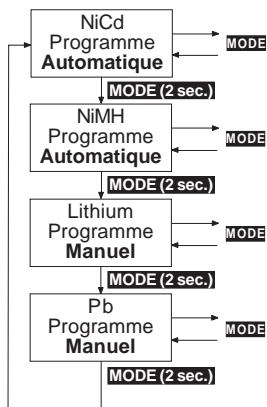 NiCd
Programme
Automatique
MODE
MODE (2 sec.)
NiMH
Programme
Automatique
MODE
MODE (2 sec.)
Lithium
Programme
Manuel
MODE
MODE (2 sec.)
Pb
Programme
Manuel
MODE
MODE (2 sec.)